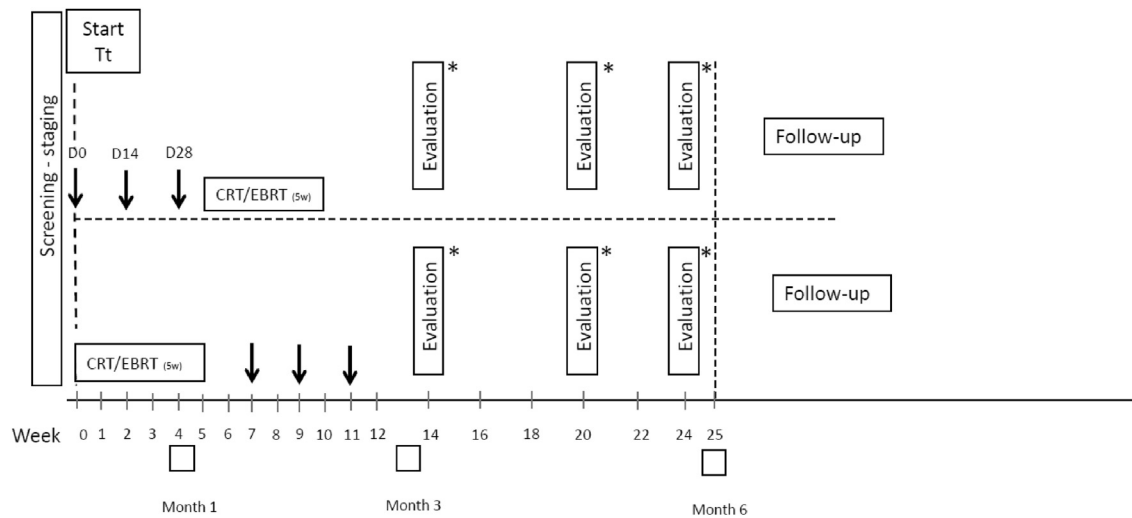 Screening - staging
Start
Tt
D0 D14 D28
CRT/EBRT (5w)
Evaluation *
Evaluation *
Evaluation *
Follow-up
CRT/EBRT (5w)
Evaluation *
Evaluation *
Evaluation *
Follow-up
Week 0 1 2 3 4 5 6 7 8 9 10 11 12 14 16 18 20 22 24 25
Month 1 Month 3 Month 6